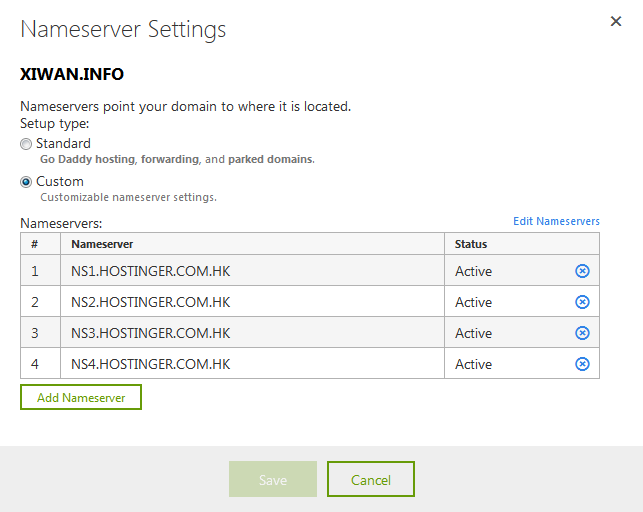 Nameserver Settings
XIWAN.INFO
Nameservers point your domain to where it is located.
Setup type:
Standard
Go Daddy hosting, forwarding, and parked domains.
Custom
Customizable nameserver settings.
Nameservers: Edit Nameservers
# Nameserver Status
1 NS1.HOSTINGER.COM.HK Active
2 NS2.HOSTINGER.COM.HK Active
3 NS3.HOSTINGER.COM.HK Active
4 NS4.HOSTINGER.COM.HK Active
Add Nameserver
Save Cancel